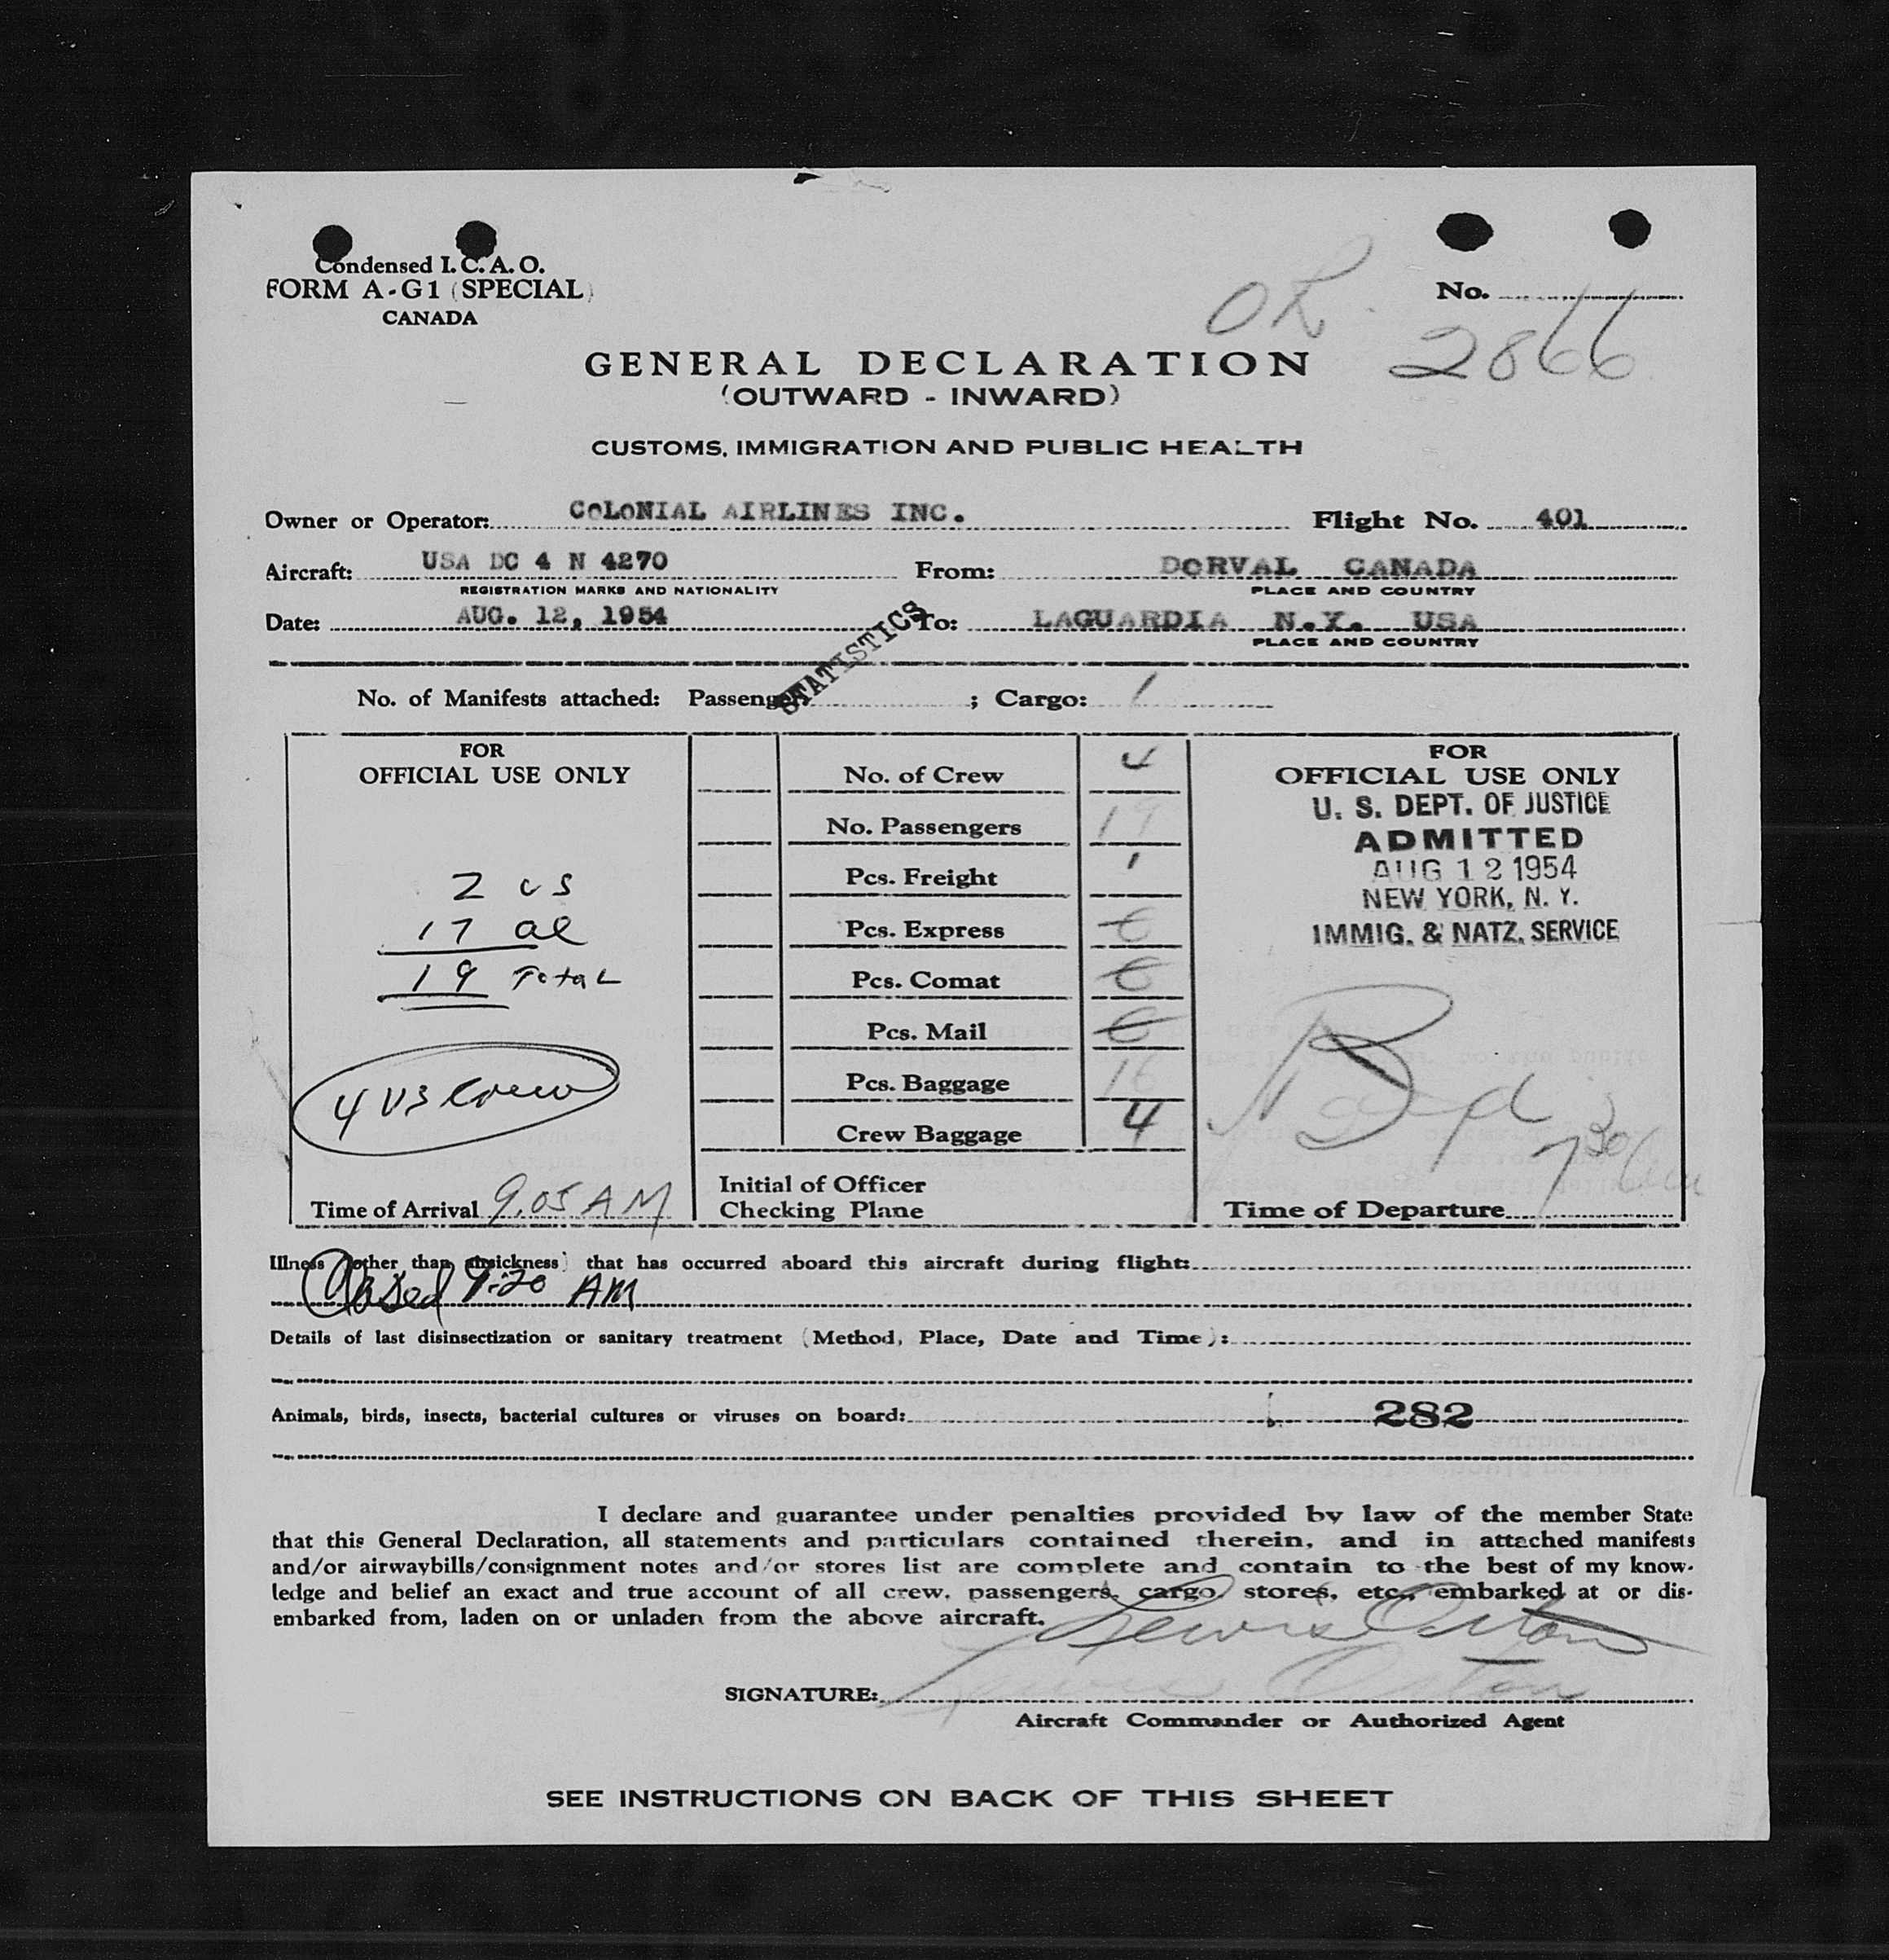 Condensed I.C.A.O.
FORM A-G1 (SPECIAL)
CANADA
No.
OK
2866
GENERAL DECLARATION
(OUTWARD - INWARD)
CUSTOMS, IMMIGRATION AND PUBLIC HEALTH
Owner or Operator: COLONIAL AIRLINES INC. Flight No. 401
Aircraft: USA DC 4 N 4270 From: DORVAL CANADA
REGISTRATION MARKS AND NATIONALITY PLACE AND COUNTRY
Date: AUG. 12, 1954 To: LAGUARDIA N.Y. USA
PLACE AND COUNTRY
STATISTICS
No. of Manifests attached: Passenger ; Cargo: 1
FOR
OFFICIAL USE ONLY
2 US
17 al
19 Total
4 US Crew
Time of Arrival 9.05 AM
No. of Crew 4
No. Passengers 19
Pcs. Freight 1
Pcs. Express
Pcs. Comat
Pcs. Mail
Pcs. Baggage 16
Crew Baggage 4
Initial of Officer
Checking Plane
FOR
OFFICIAL USE ONLY
U. S. DEPT. OF JUSTICE
ADMITTED
AUG 12 1954
NEW YORK, N. Y.
IMMIG. & NATZ. SERVICE
Time of Departure 7 30
Illness (other than airsickness) that has occurred aboard this aircraft during flight:
Closed 9.20 AM
Details of last disinsectization or sanitary treatment (Method, Place, Date and Time):
Animals, birds, insects, bacterial cultures or viruses on board: 282
I declare and guarantee under penalties provided by law of the member State
that this General Declaration, all statements and particulars contained therein, and in attached manifests
and/or airwaybills/consignment notes and/or stores list are complete and contain to the best of my know-
ledge and belief an exact and true account of all crew, passengers, cargo, stores, etc., embarked at or dis-
embarked from, laden on or unladen from the above aircraft.
SIGNATURE: Lewis
Aircraft Commander or Authorized Agent
SEE INSTRUCTIONS ON BACK OF THIS SHEET